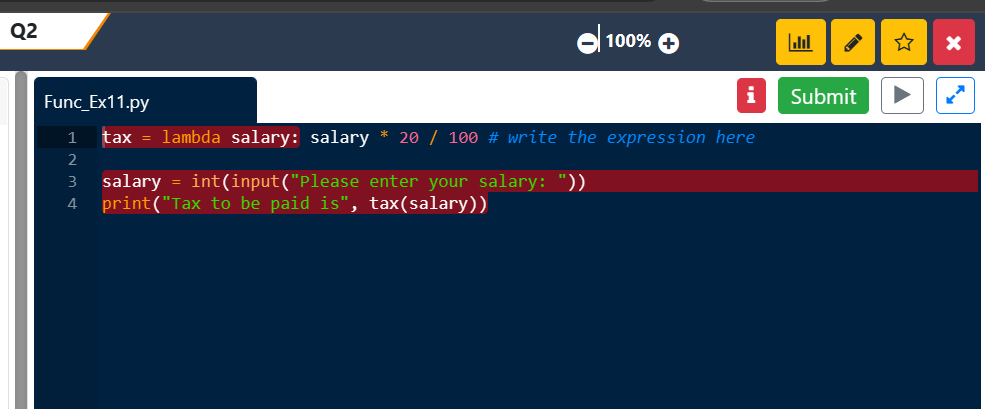 Q2
100%
Func_Ex11.py
Submit
1 tax = lambda salary: salary * 20 / 100 # write the expression here
2
3 salary = int(input("Please enter your salary: "))
4 print("Tax to be paid is", tax(salary))